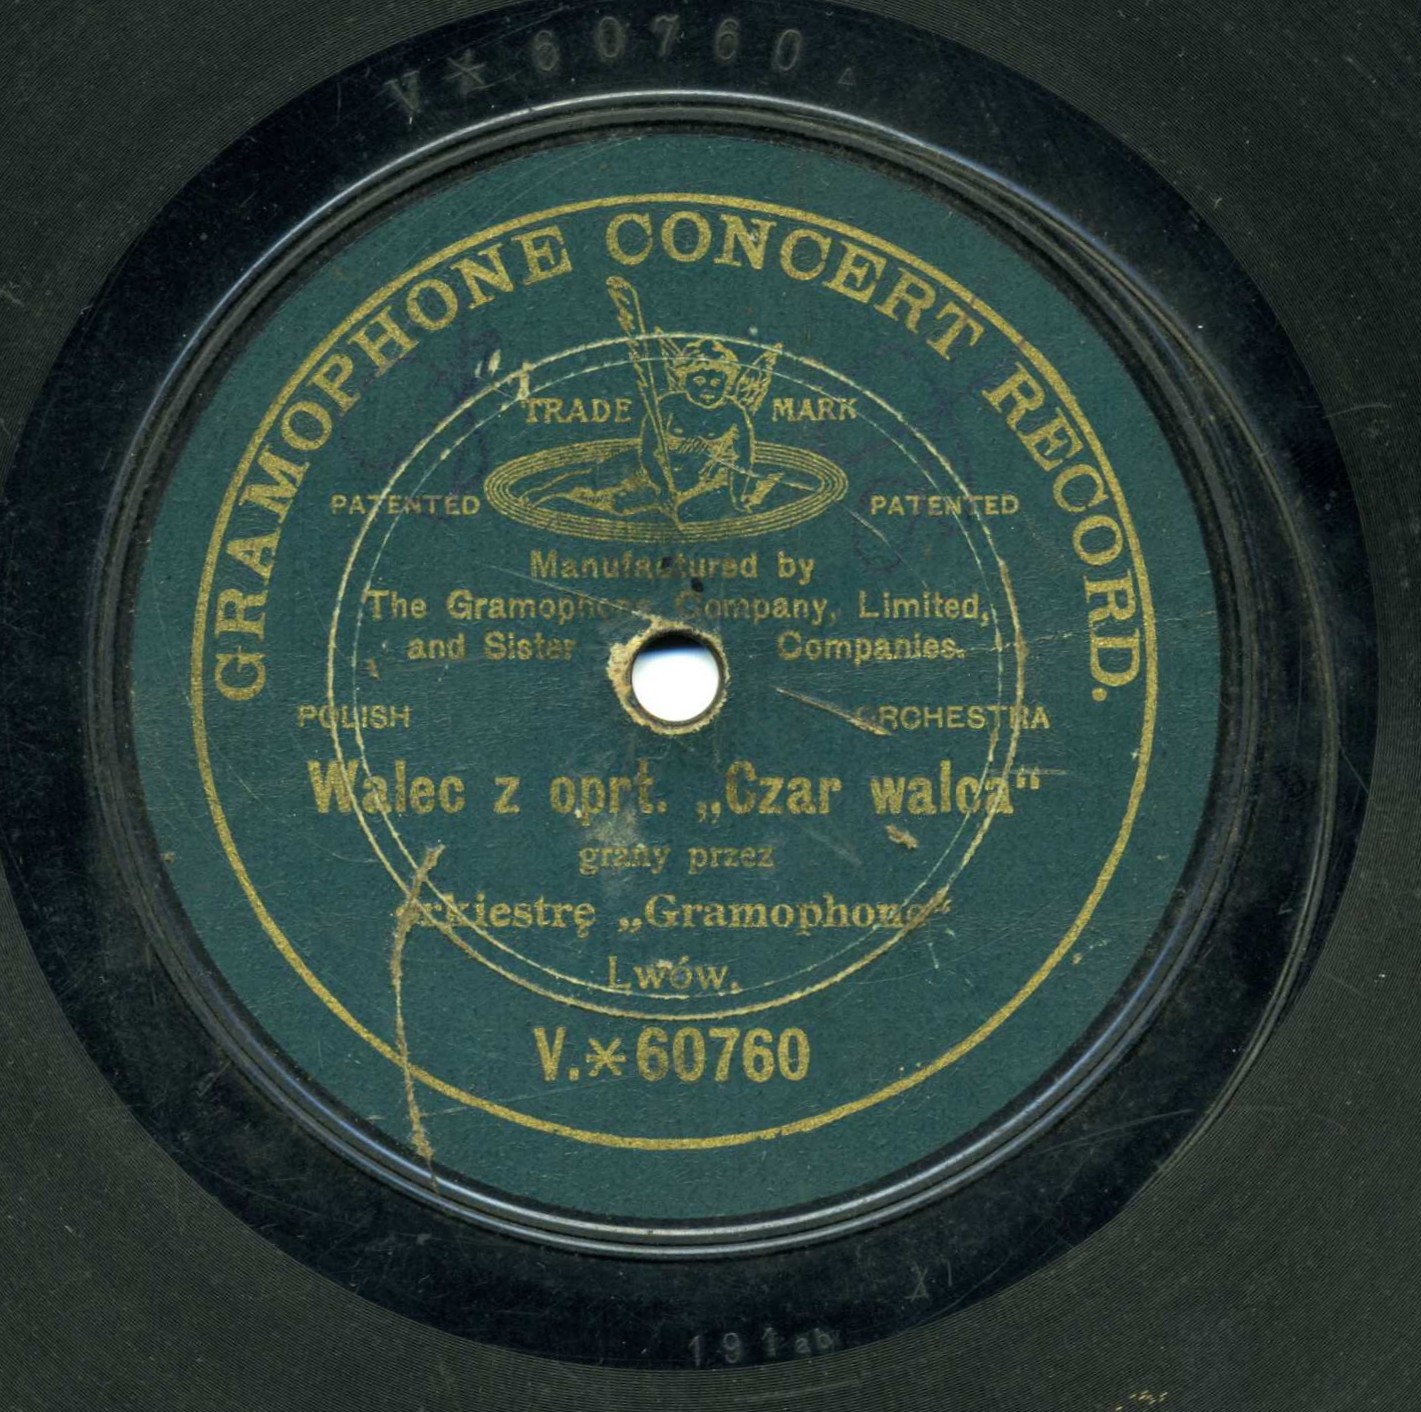 V * 60760
GRAMOPHONE CONCERT RECORD.
TRADE MARK
PATENTED PATENTED
Manufactured by
The Gramophone Company, Limited,
and Sister Companies.
POLISH ORCHESTRA
Walec z oprt. „Czar walca“
grany przez
orkiestrę „Gramophone“
Lwów.
V.*60760
191ab